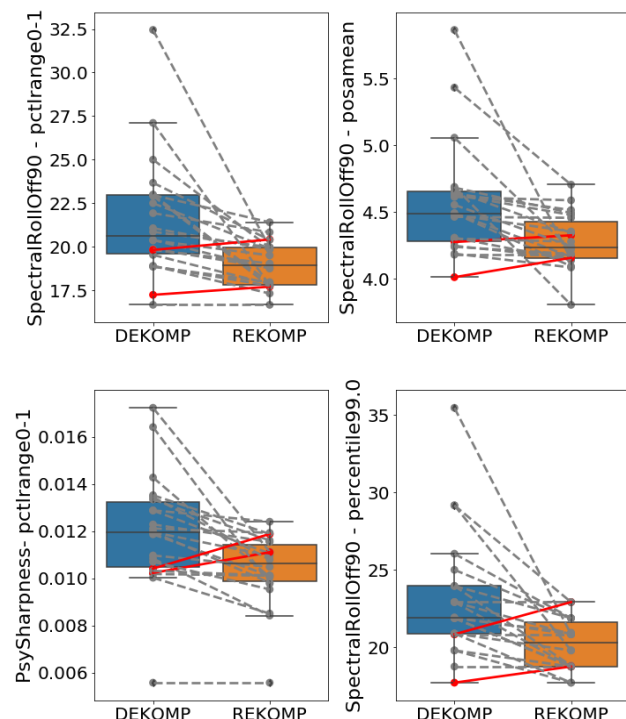 SpectralRollOff90 - pctlrange0-1
32.5
30.0
27.5
25.0
22.5
20.0
17.5
DEKOMP REKOMP
SpectralRollOff90 - posamean
5.5
5.0
4.5
4.0
DEKOMP REKOMP
PsySharpness- pctlrange0-1
0.016
0.014
0.012
0.010
0.008
0.006
DEKOMP REKOMP
SpectralRollOff90 - percentile99.0
35
30
25
20
DEKOMP REKOMP